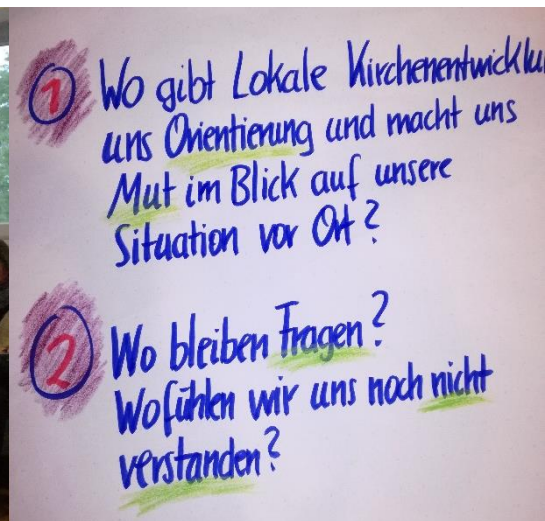 1 Wo gibt Lokale Kirchenentwicklu
uns Orientierung und macht uns
Mut im Blick auf unsere
Situation vor Ort?
2 Wo bleiben Fragen?
Wo fühlen wir uns noch nicht
verstanden?